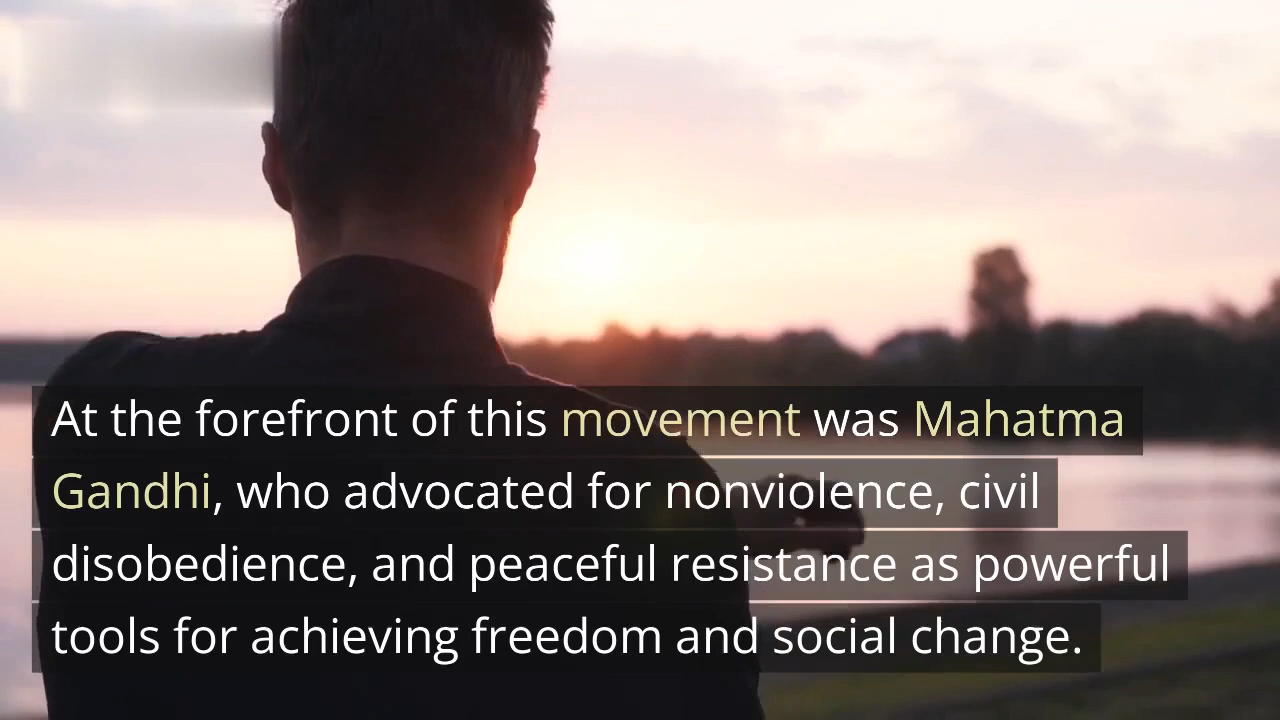 At the forefront of this movement was Mahatma
Gandhi, who advocated for nonviolence, civil
disobedience, and peaceful resistance as powerful
tools for achieving freedom and social change.